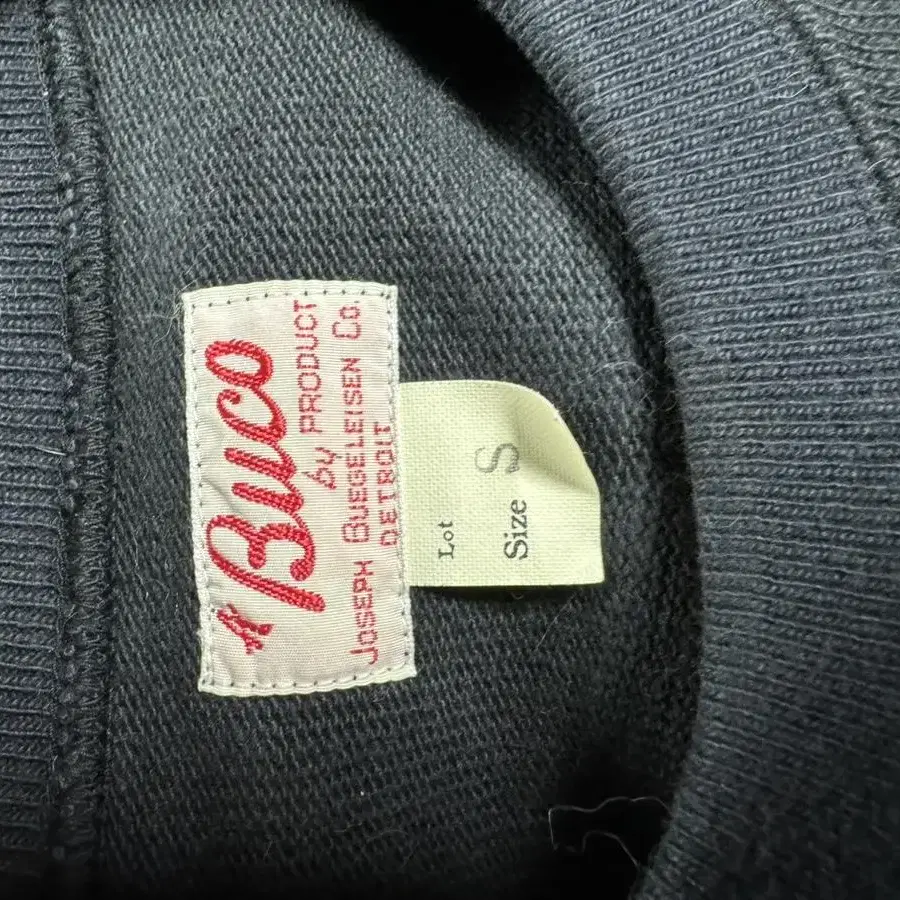 "Buco"
PRODUCT
by
JOSEPH BUEGELEISEN CO.
DETROIT
Lot
Size S